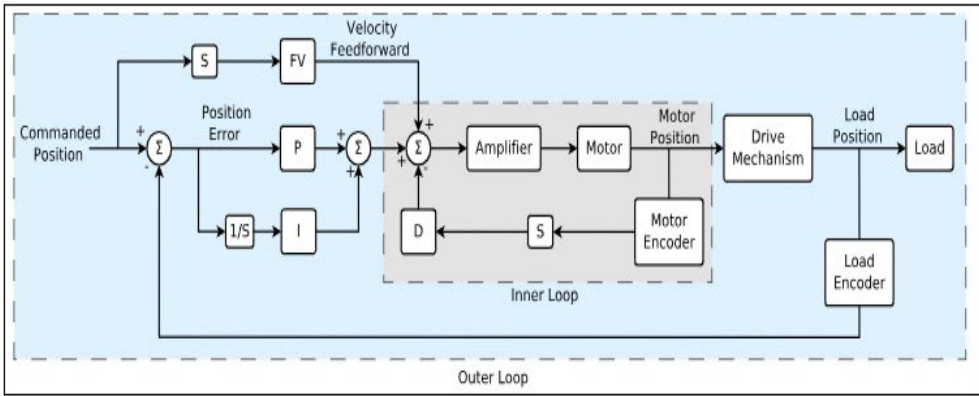 Velocity
Feedforward
S
FV
Commanded
Position
+
-
Σ
Position
Error
P
+
+
Σ
+
+
-
Σ
Amplifier
Motor
Motor
Position
Drive
Mechanism
Load
Position
Load
1/S
I
D
S
Motor
Encoder
Load
Encoder
Inner Loop
Outer Loop